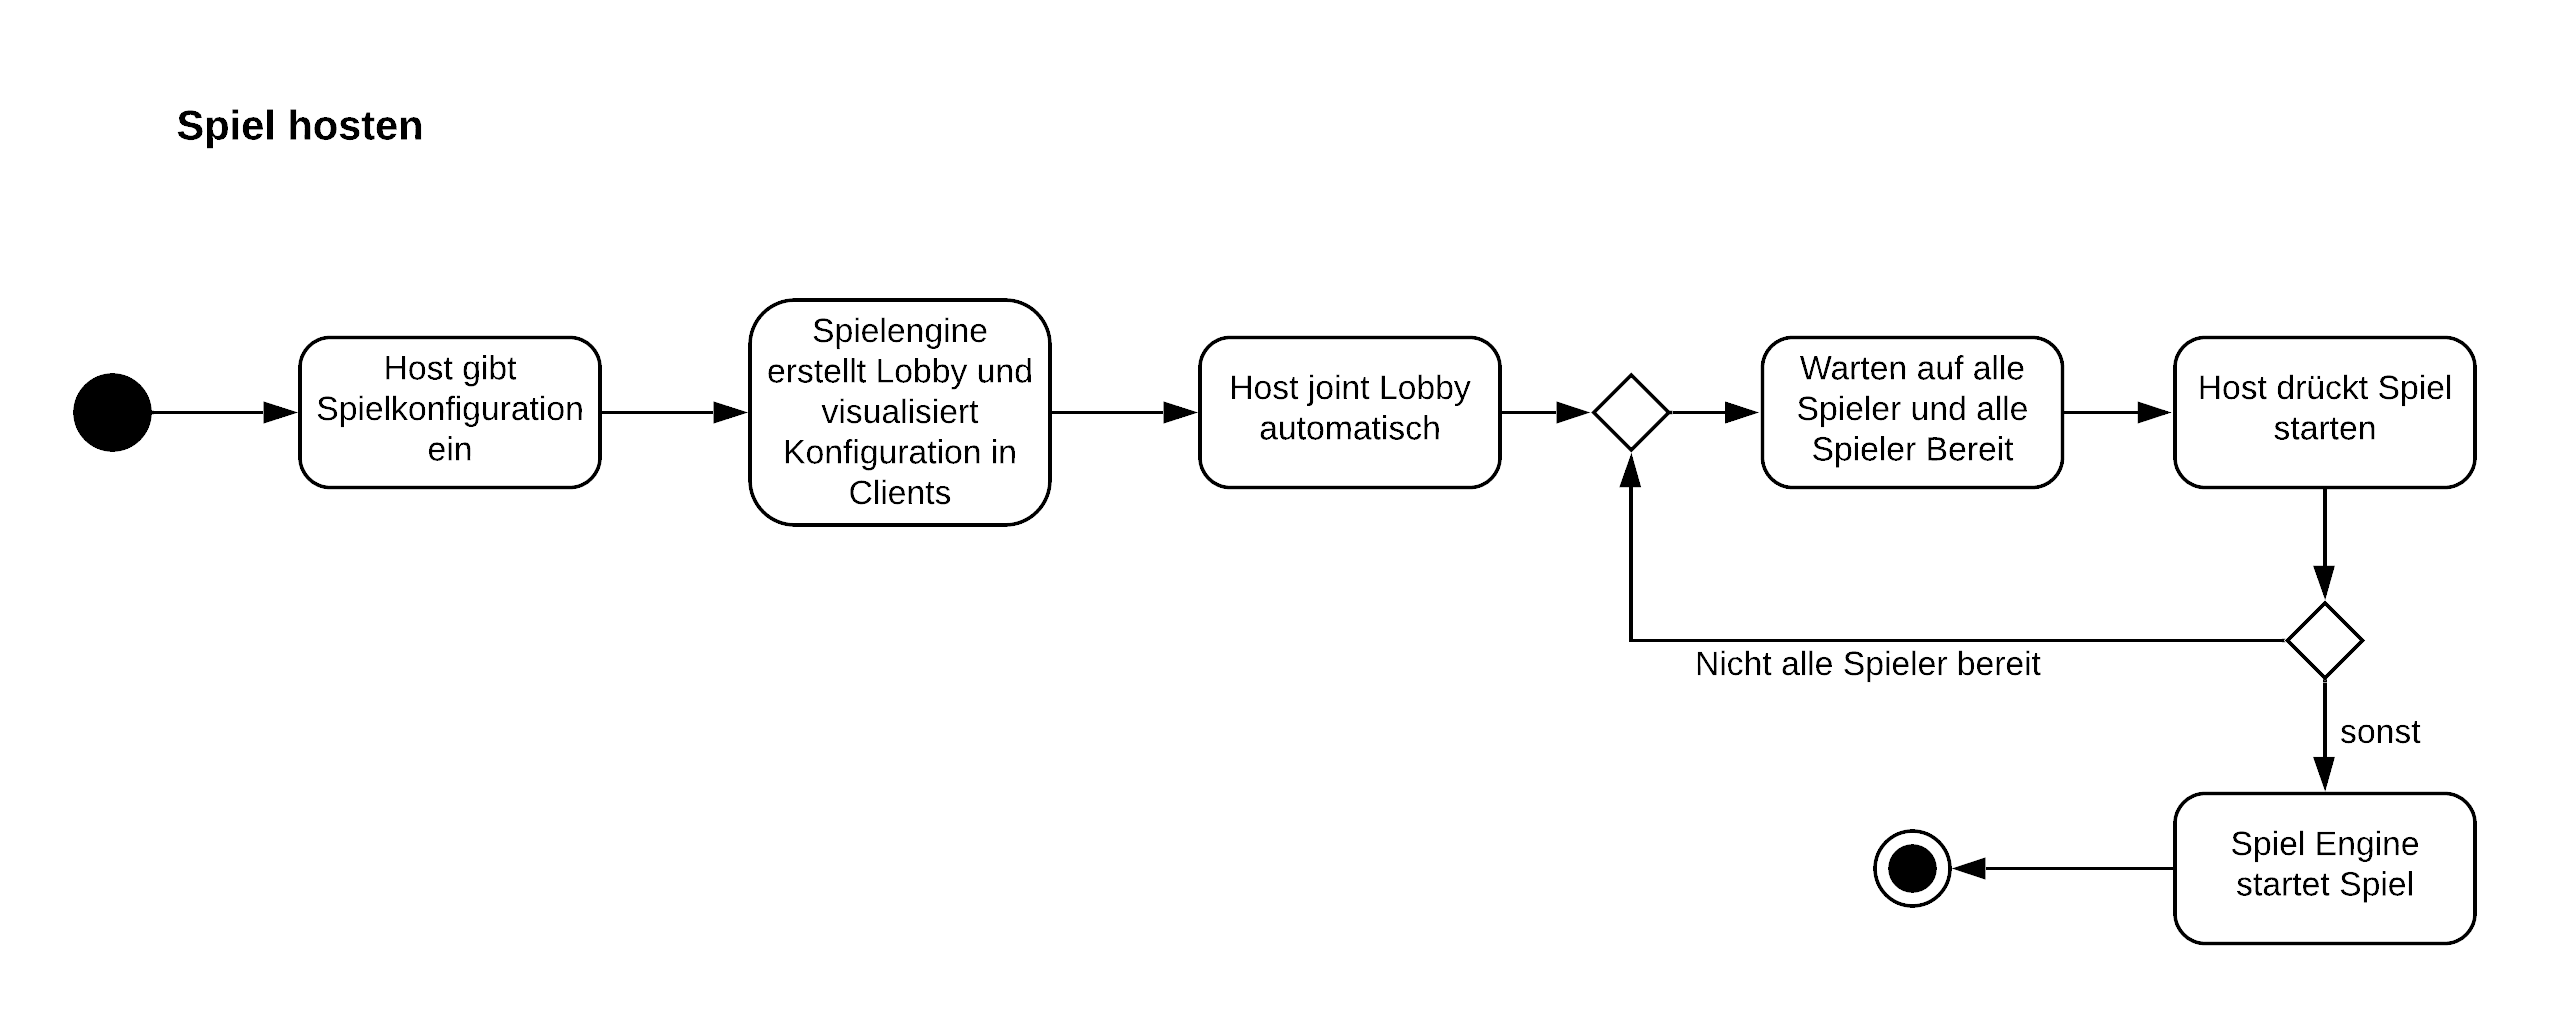 Spiel hosten
Host gibt
Spielkonfiguration
ein
Spielengine
erstellt Lobby und
visualisiert
Konfiguration in
Clients
Host joint Lobby
automatisch
Warten auf alle
Spieler und alle
Spieler Bereit
Host drückt Spiel
starten
Nicht alle Spieler bereit
sonst
Spiel Engine
startet Spiel